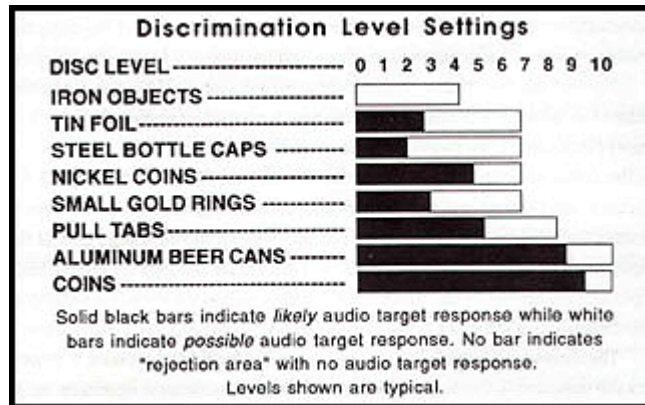 Discrimination Level Settings
DISC LEVEL -------------------- 0 1 2 3 4 5 6 7 8 9 10
IRON OBJECTS ----------------
TIN FOIL -------------------------
STEEL BOTTLE CAPS --------
NICKEL COINS -----------------
SMALL GOLD RINGS ---------
PULL TABS ----------------------
ALUMINUM BEER CANS -----
COINS ----------------------------
Solid black bars indicate likely audio target response while white
bars indicate possible audio target response. No bar indicates
"rejection area" with no audio target response.
Levels shown are typical.